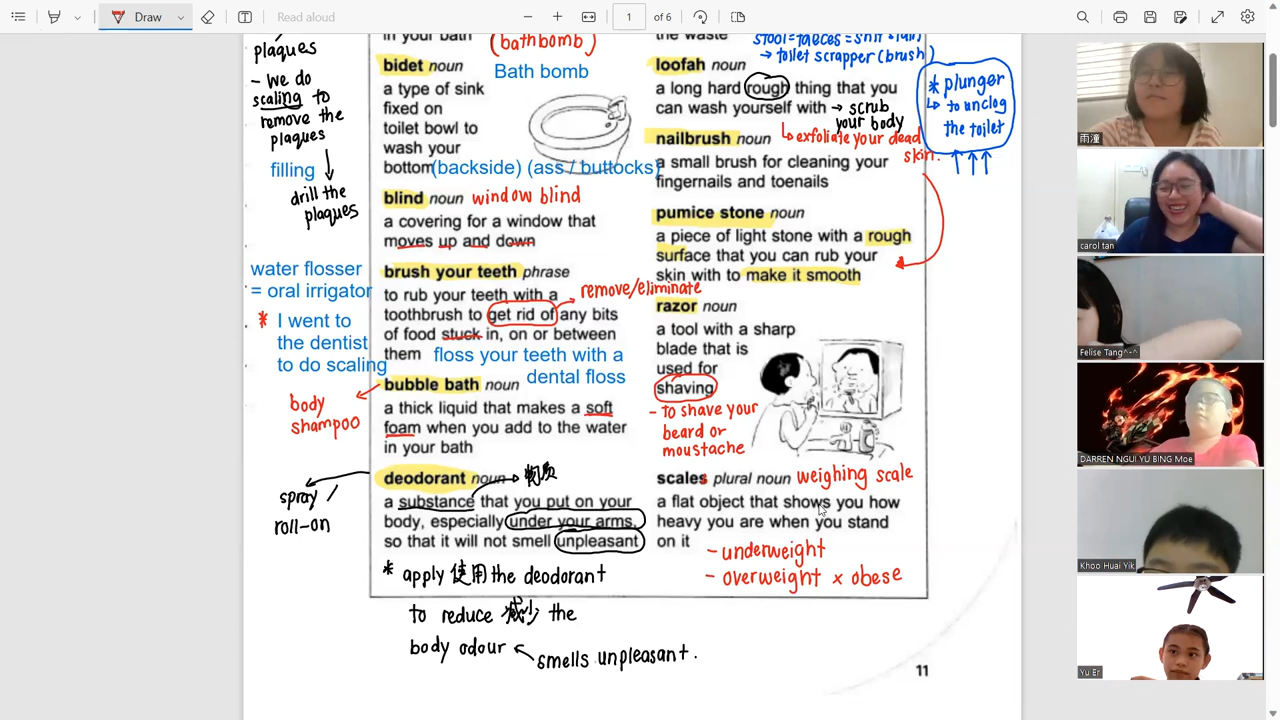 Draw
Read aloud
1
of 6
plaques
- We do
scaling to
remove the
plaques
filling
drill the
plaques
water flosser
= oral irrigator
* I went to
the dentist
to do scaling
body
shampoo
spray /
roll-on
in your bath
(bathbomb)
bidet noun
Bath bomb
a type of sink
fixed on
toilet bowl to
wash your
bottom (backside) (ass / buttocks)
blind noun window blind
a covering for a window that
moves up and down
brush your teeth phrase
to rub your teeth with a
remove/eliminate
toothbrush to get rid of any bits
of food stuck in, on or between
them floss your teeth with a
dental floss
bubble bath noun
a thick liquid that makes a soft
foam when you add to the water
in your bath
deodorant noun 物质
a substance that you put on your
body, especially under your arms,
so that it will not smell unpleasant
* apply 使用 the deodorant
to reduce 减少 the
body odour
smells unpleasant.
the waste
stool = faeces = shit stain
→ toilet scrapper (brush)
loofah noun
a long hard rough thing that you
can wash yourself with → scrub
your body
nailbrush noun
exfoliate your dead
skin.
a small brush for cleaning your
fingernails and toenails
pumice stone noun
a piece of light stone with a rough
surface that you can rub your
skin with to make it smooth
razor noun
a tool with a sharp
blade that is
used for
shaving
- to shave your
beard or
moustache
scales plural noun weighing scale
a flat object that shows you how
heavy you are when you stand
on it
- underweight
- overweight x obese
* plunger
to unclog
the toilet
11
雨潼
carol tan
Felise Tang^-^
DARREN NGUI YU BING Moe
Khoo Huai Yik
Yu Er